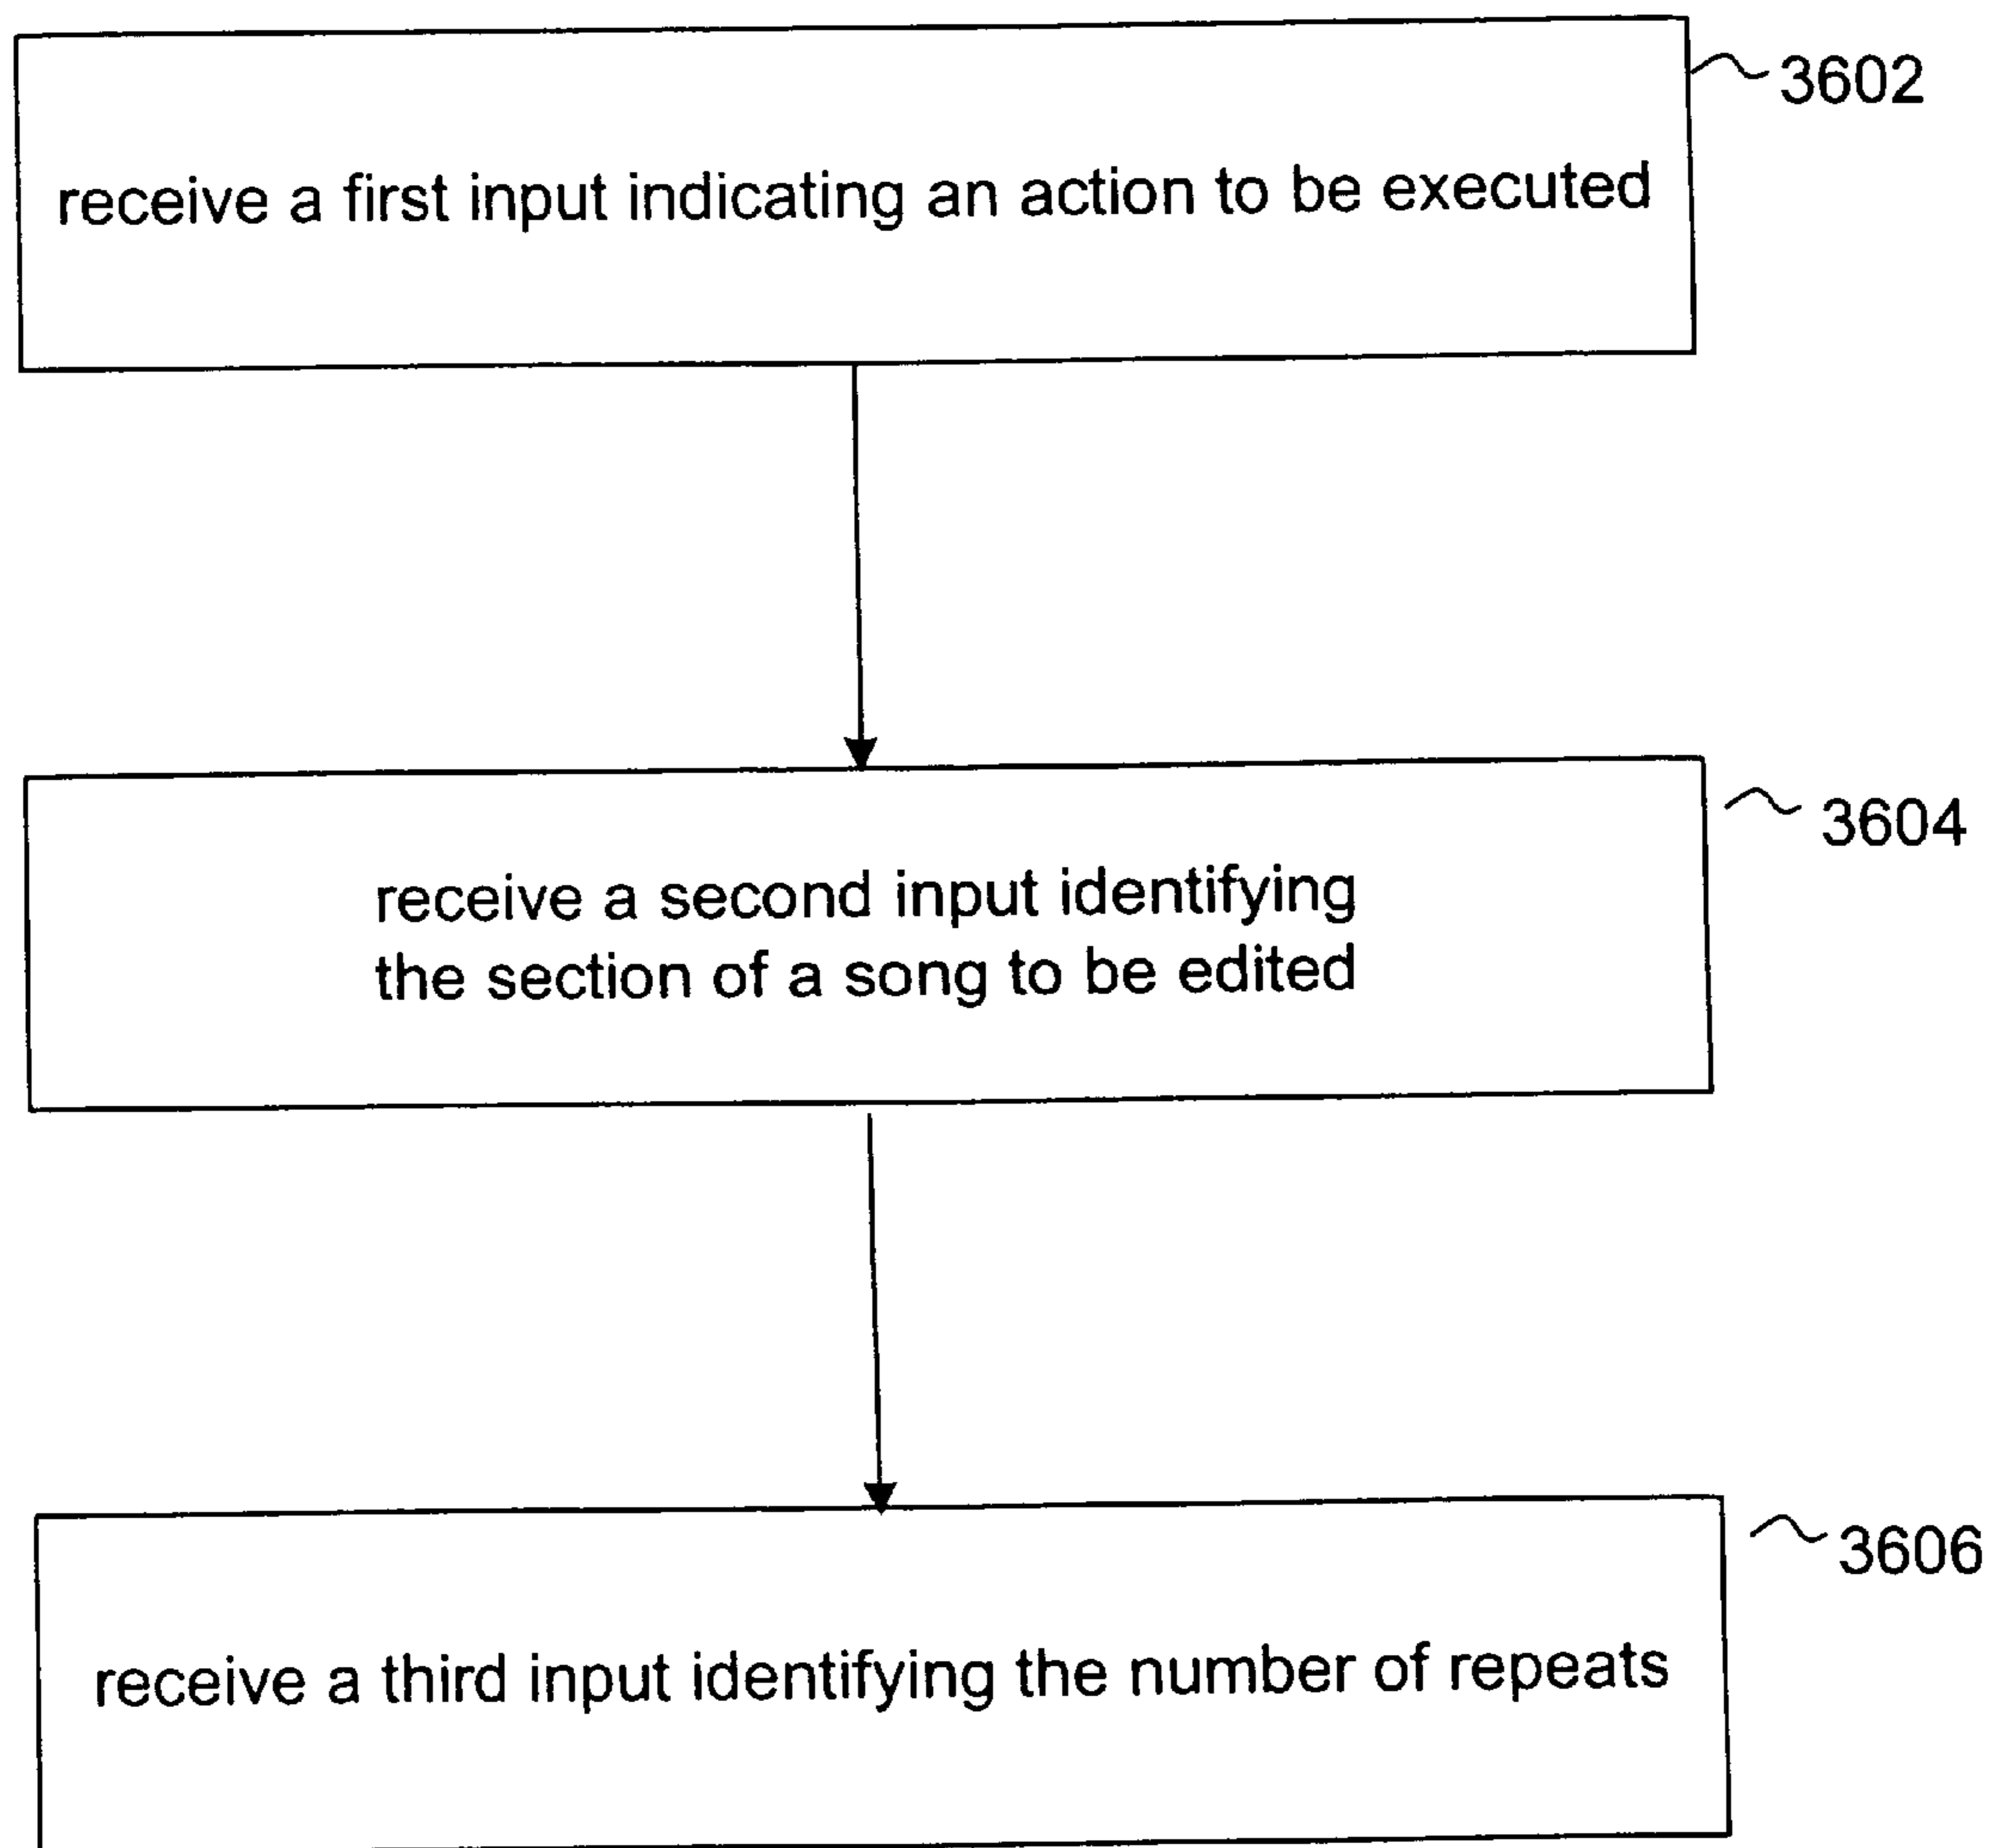 3602
receive a first input indicating an action to be executed
3604
receive a second input identifying
the section of a song to be edited
3606
receive a third input identifying the number of repeats